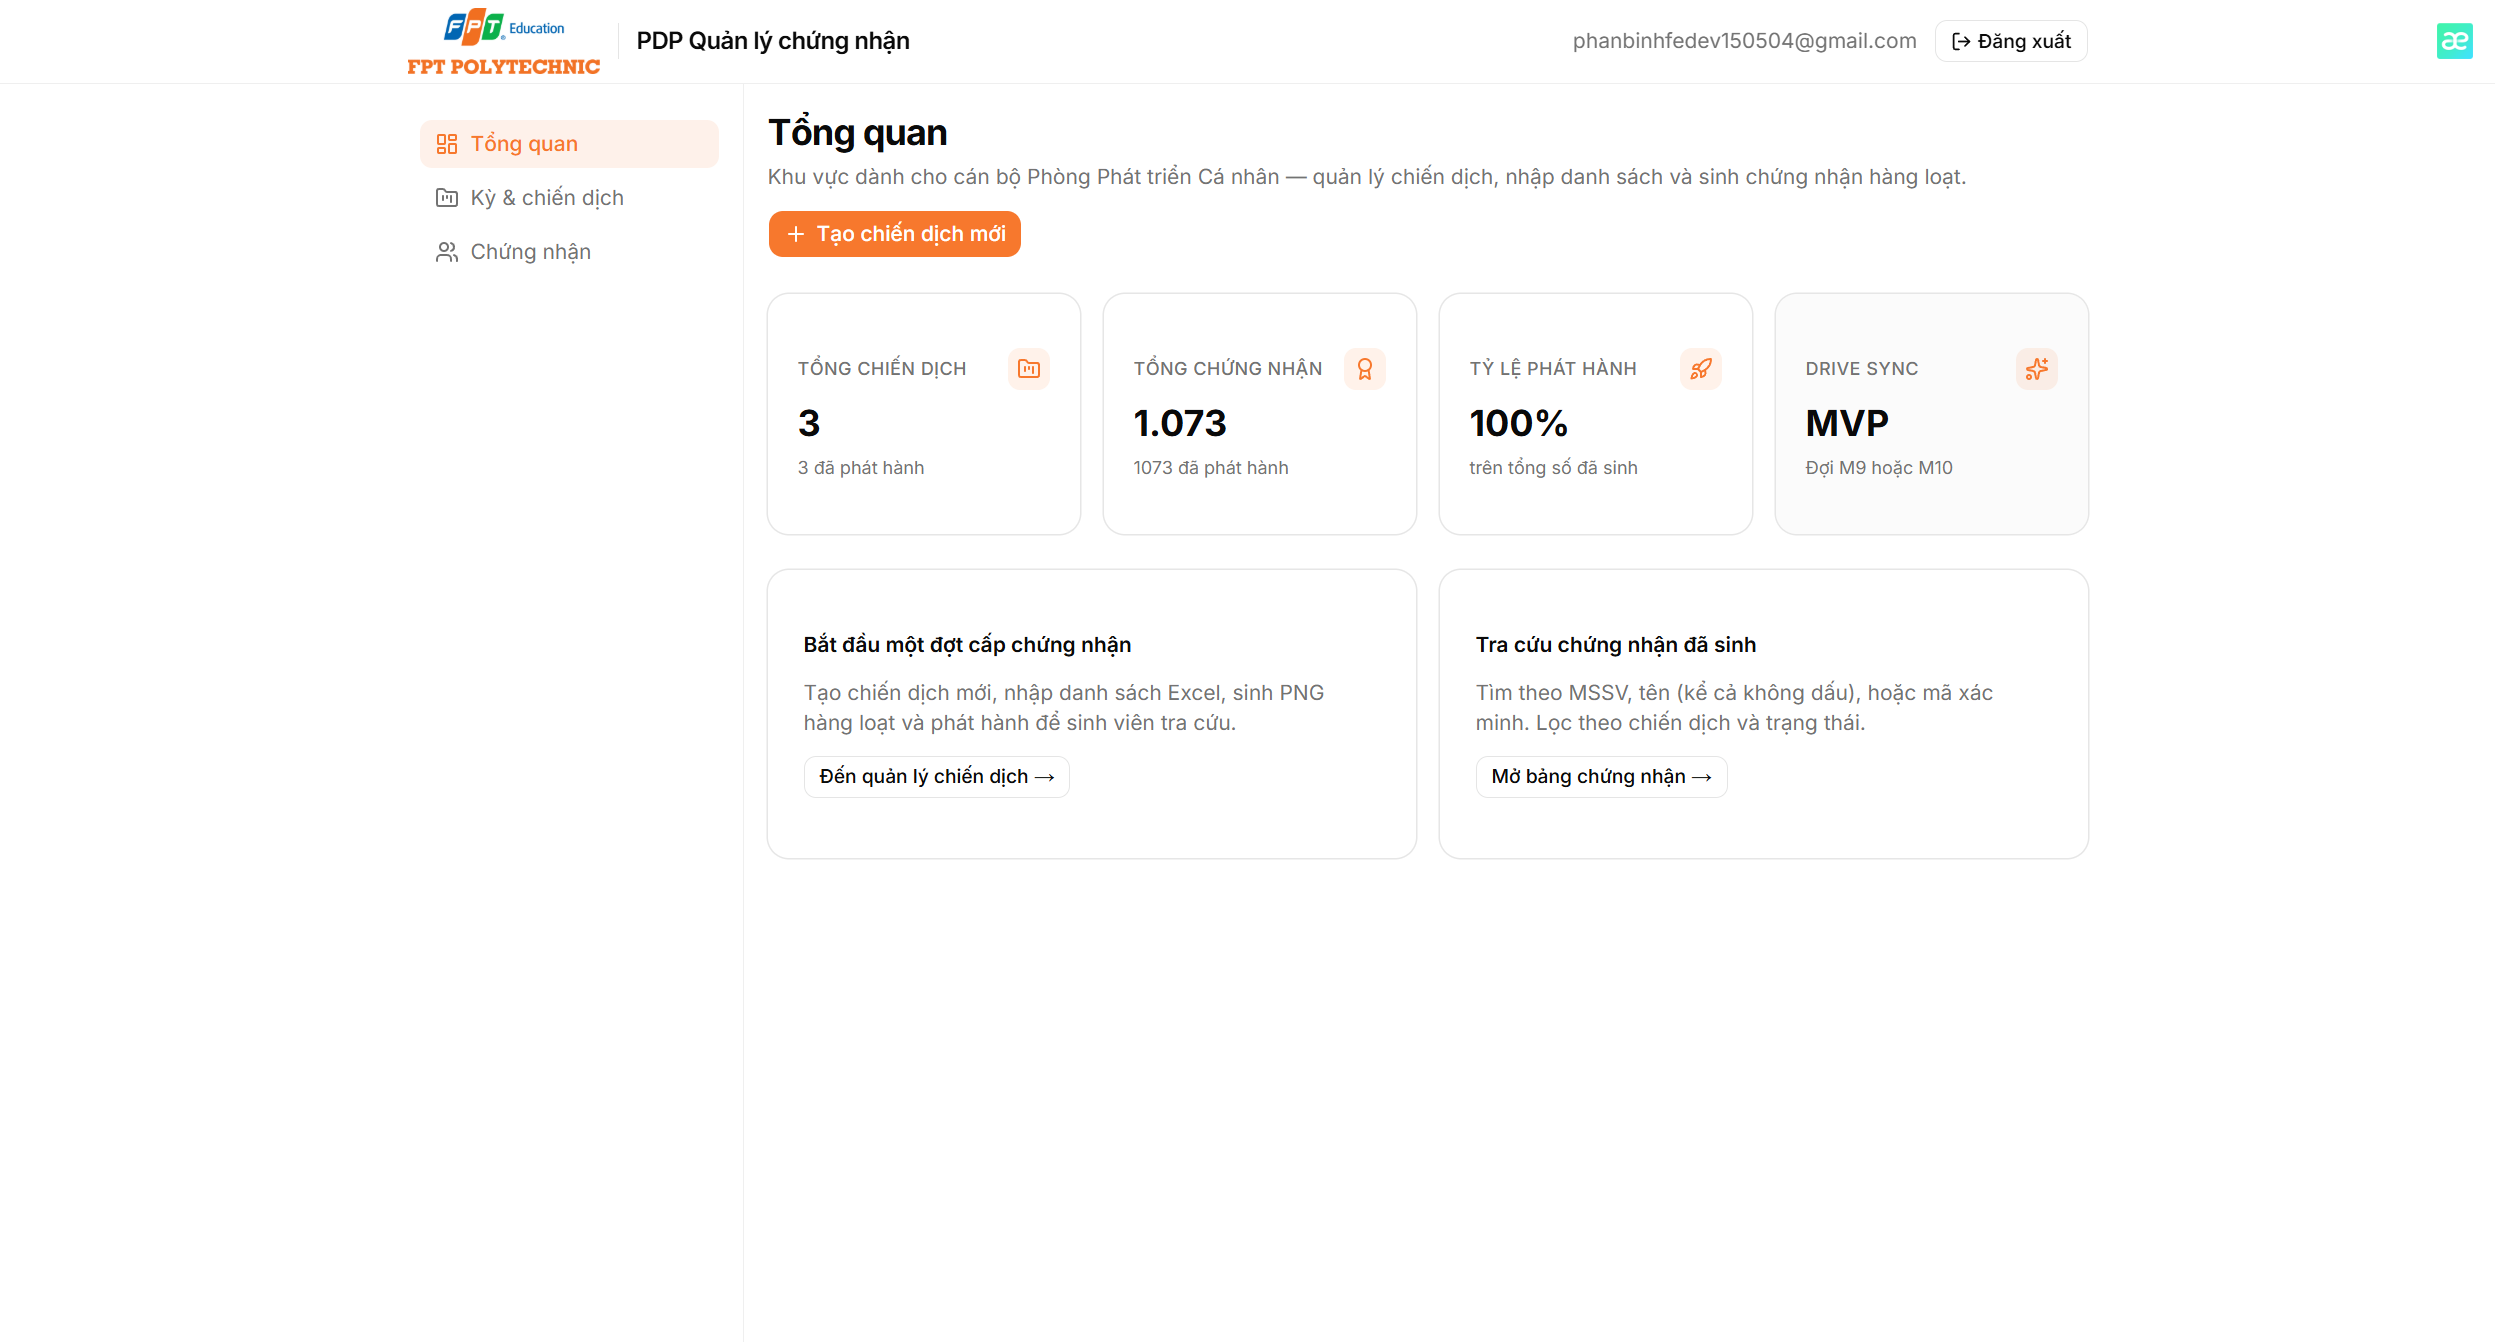 FPT Education
FPT POLYTECHNIC
PDP Quản lý chứng nhận
phanbinhfedev150504@gmail.com
Đăng xuất
æ
Tổng quan
Kỳ & chiến dịch
Chứng nhận
Tổng quan
Khu vực dành cho cán bộ Phòng Phát triển Cá nhân — quản lý chiến dịch, nhập danh sách và sinh chứng nhận hàng loạt.
+ Tạo chiến dịch mới
TỔNG CHIẾN DỊCH
3
3 đã phát hành
TỔNG CHỨNG NHẬN
1.073
1073 đã phát hành
TỶ LỆ PHÁT HÀNH
100%
trên tổng số đã sinh
DRIVE SYNC
MVP
Đợi M9 hoặc M10
Bắt đầu một đợt cấp chứng nhận
Tạo chiến dịch mới, nhập danh sách Excel, sinh PNG
hàng loạt và phát hành để sinh viên tra cứu.
Đến quản lý chiến dịch →
Tra cứu chứng nhận đã sinh
Tìm theo MSSV, tên (kể cả không dấu), hoặc mã xác
minh. Lọc theo chiến dịch và trạng thái.
Mở bảng chứng nhận →